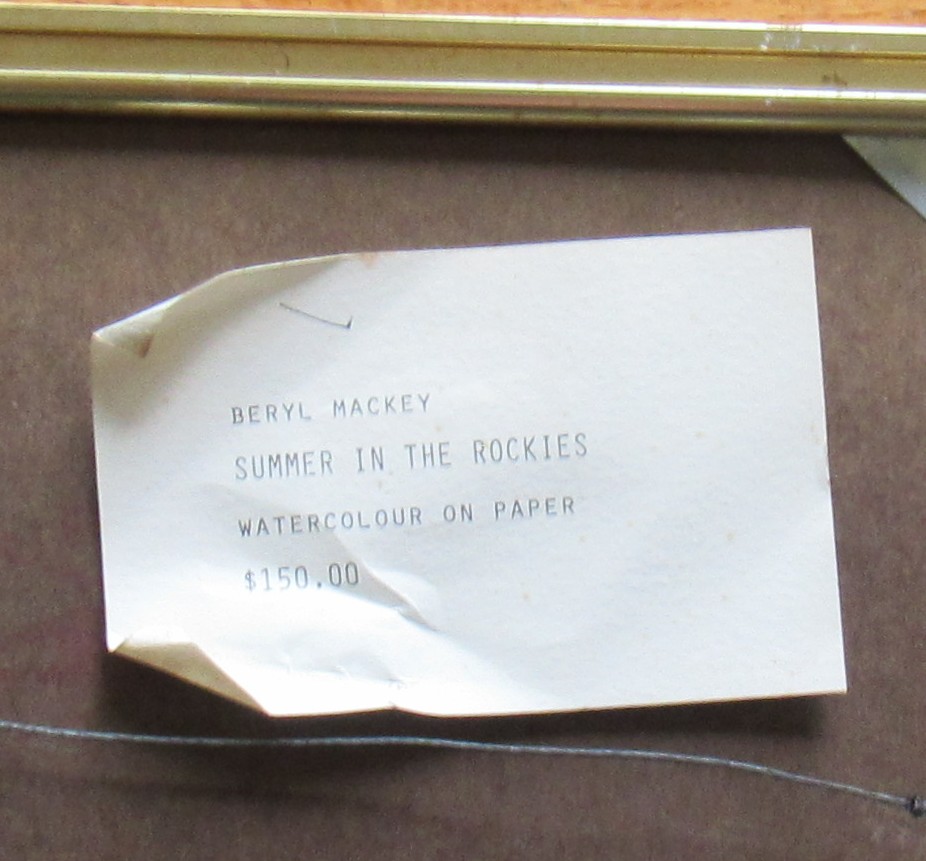 BERYL MACKEY
SUMMER IN THE ROCKIES
WATERCOLOUR ON PAPER
$150.00